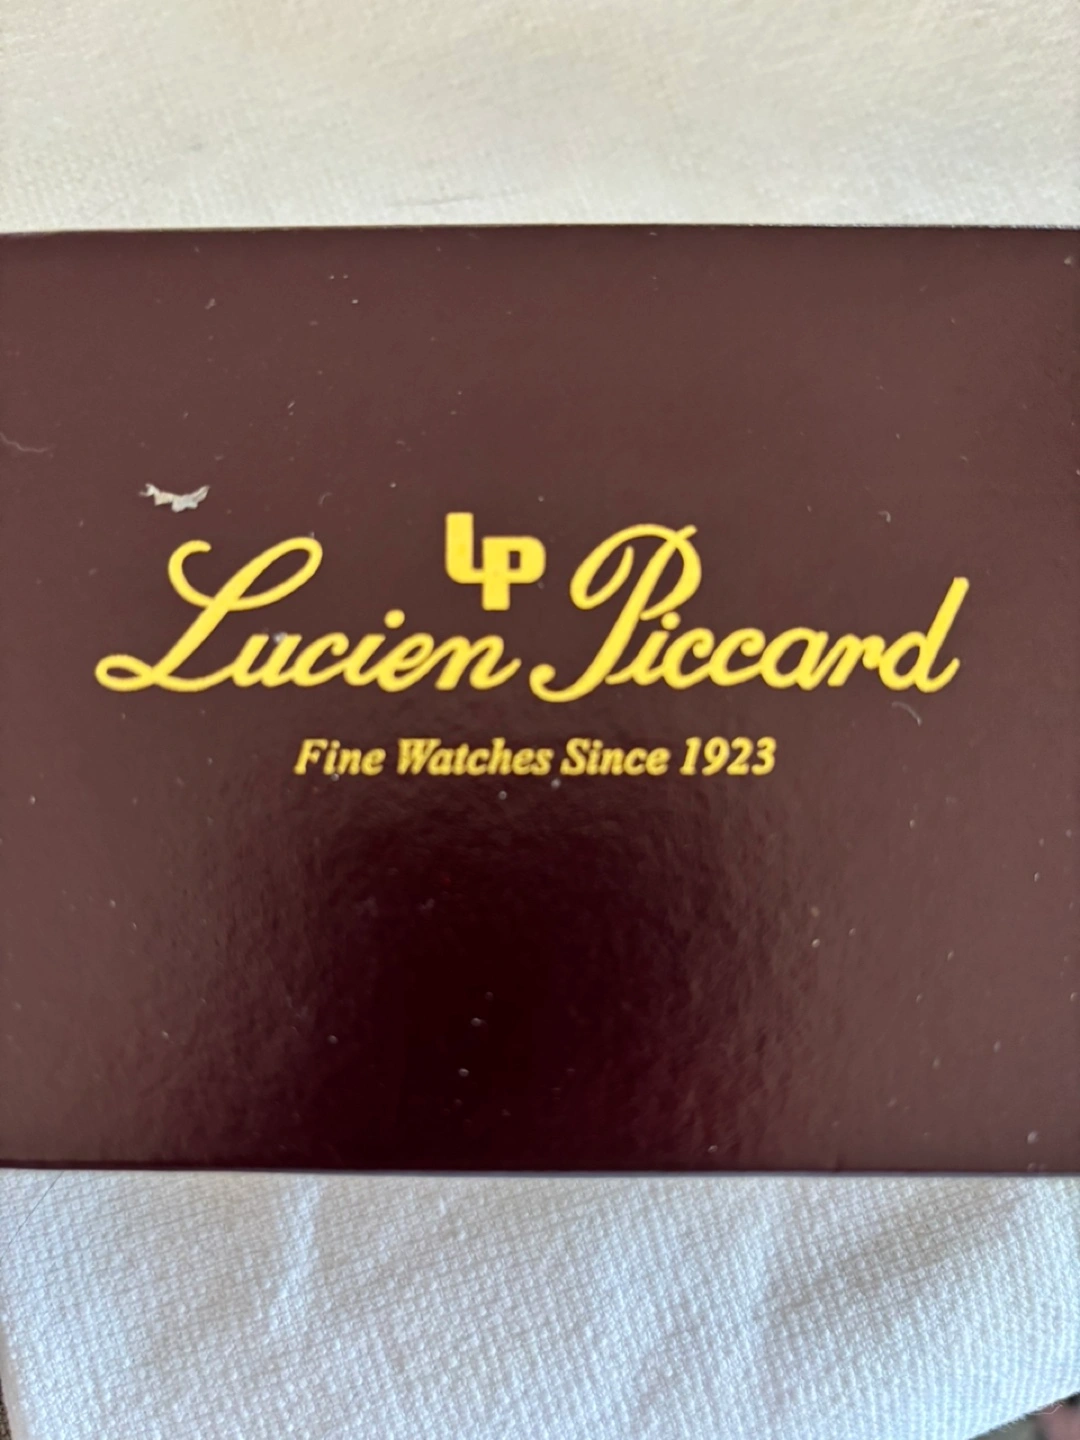 LP
Lucien Piccard
Fine Watches Since 1923